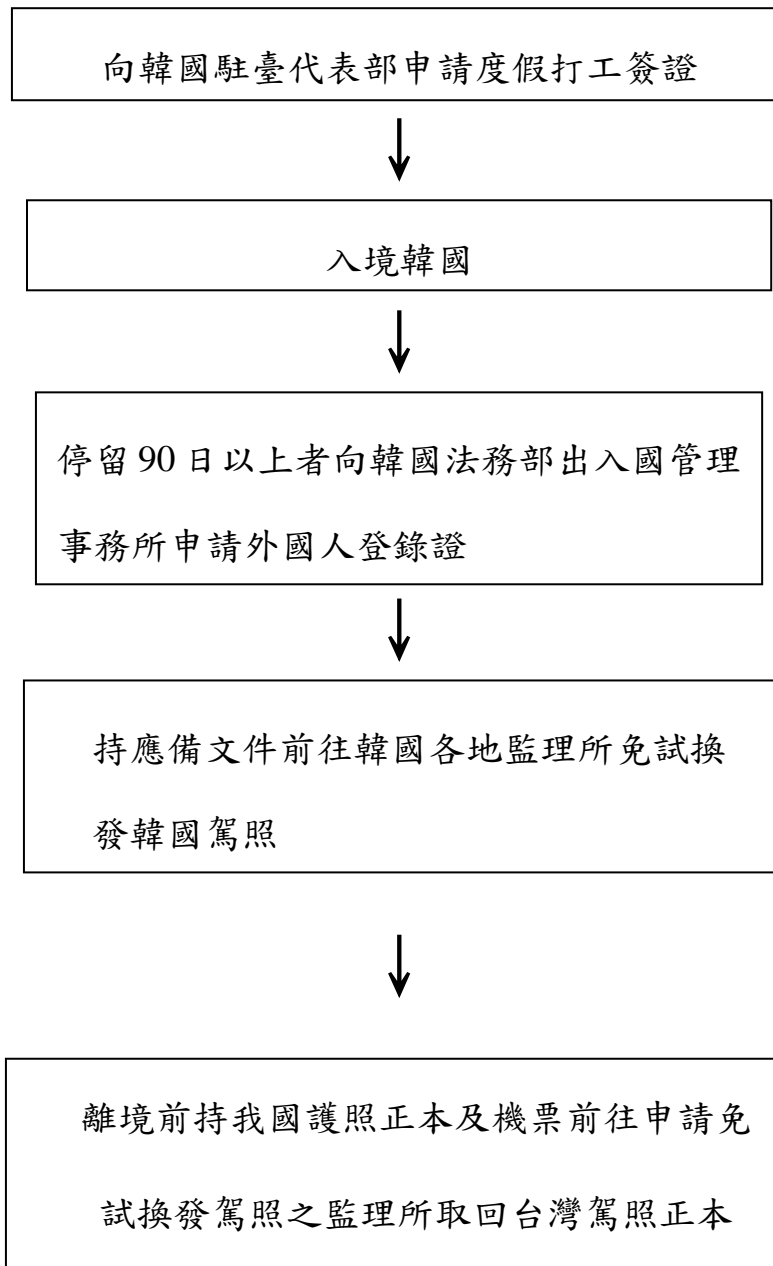 向韓國駐臺代表部申請度假打工簽證
入境韓國
停留90日以上者向韓國法務部出入國管理
事務所申請外國人登錄證
持應備文件前往韓國各地監理所免試換
發韓國駕照
離境前持我國護照正本及機票前往申請免
試換發駕照之監理所取回台灣駕照正本